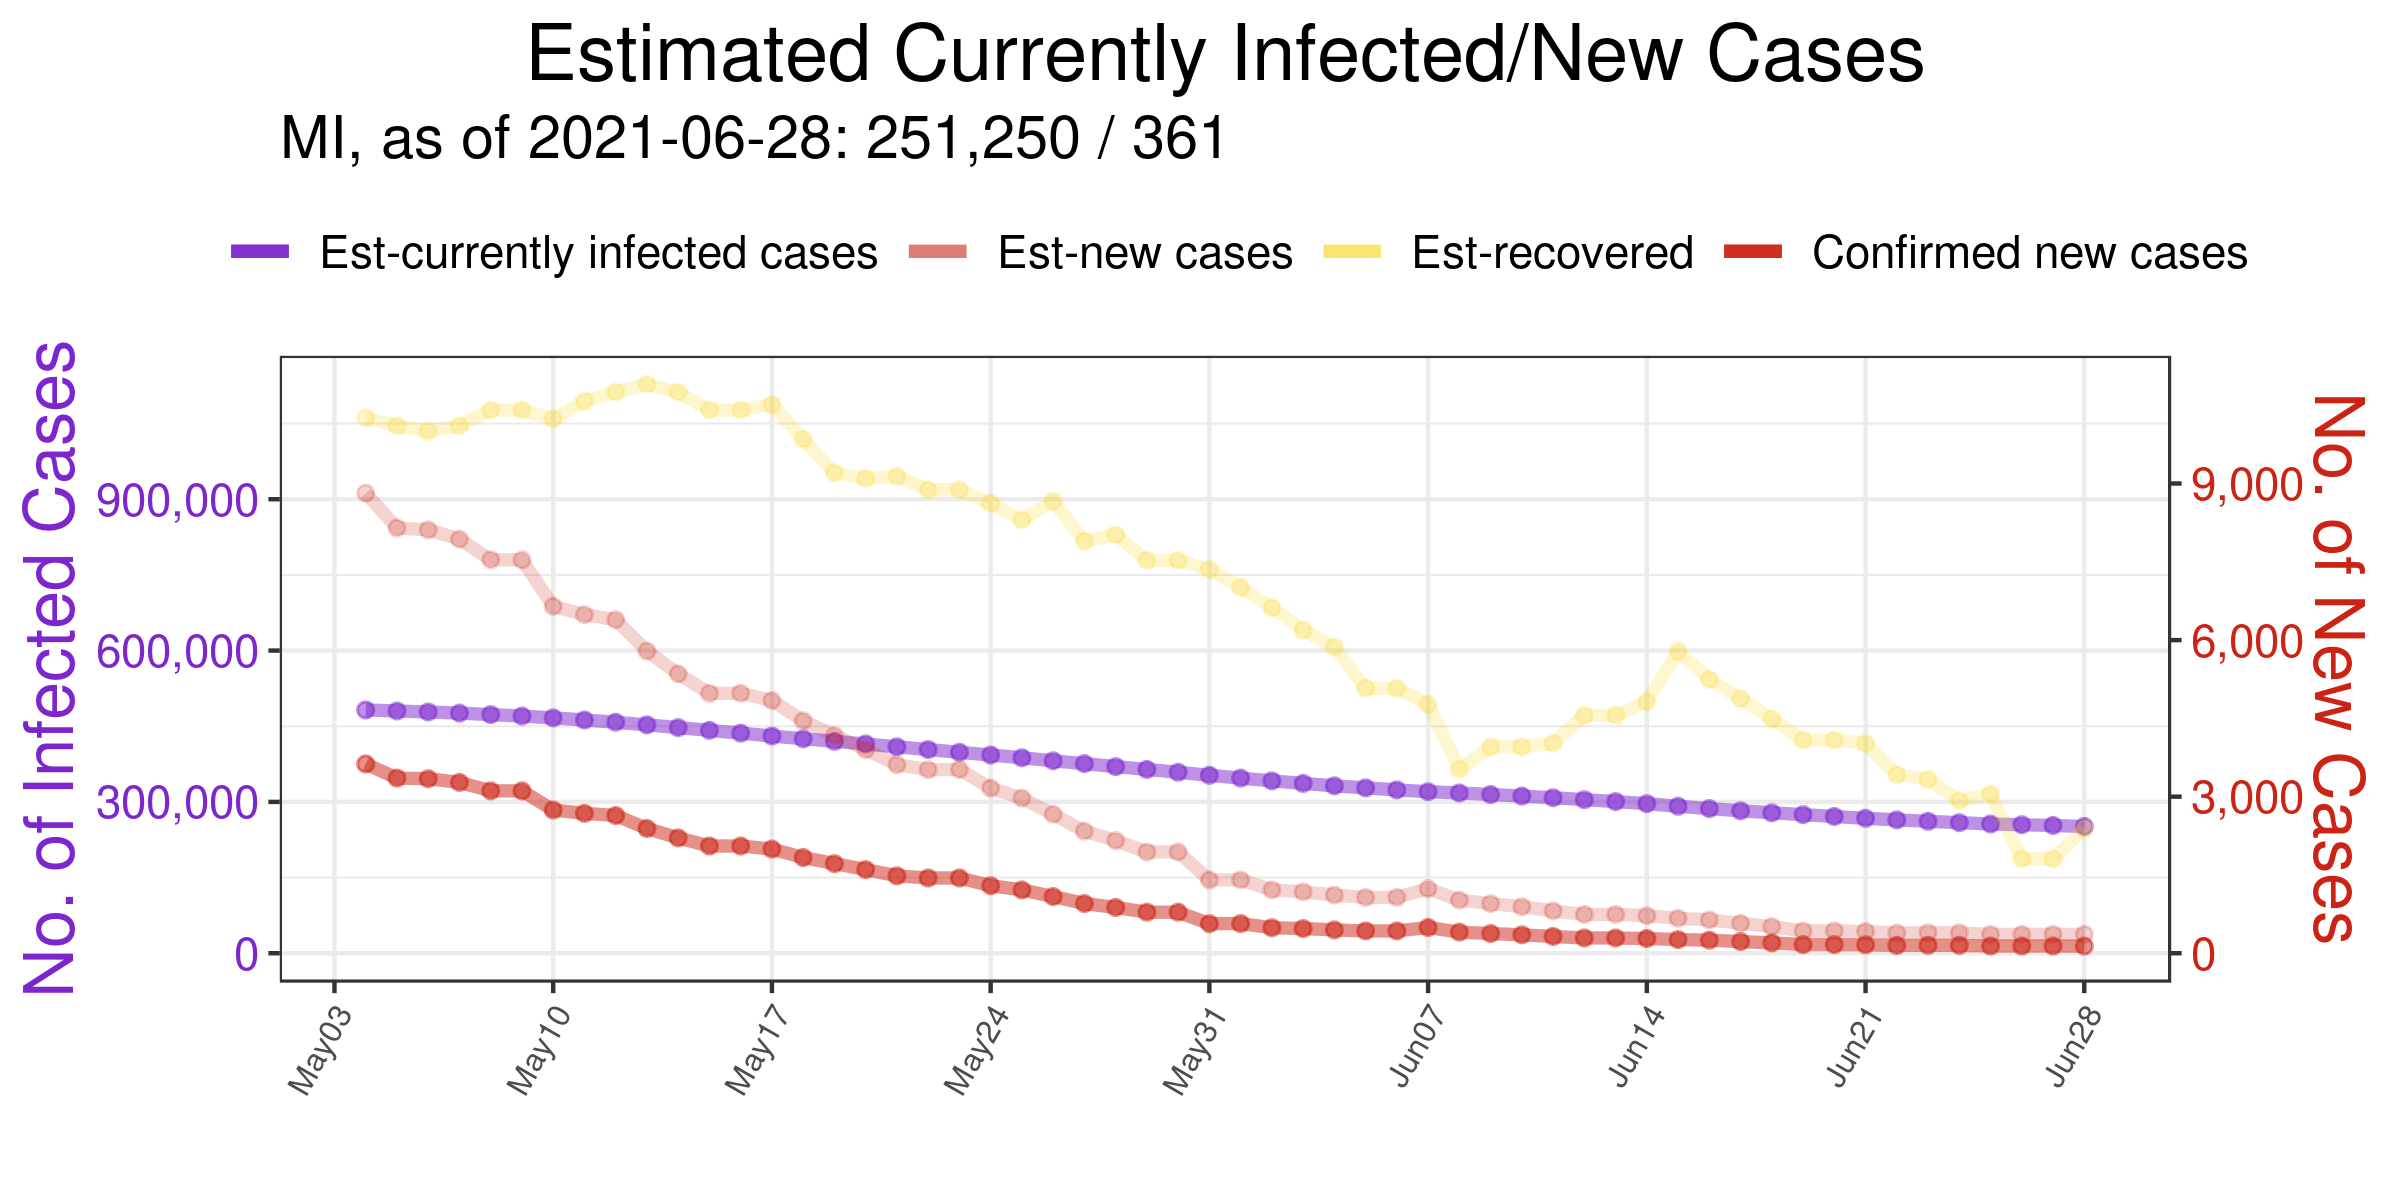 Estimated Currently Infected/New Cases
MI, as of 2021-06-28: 251,250 / 361
Est-currently infected cases Est-new cases Est-recovered Confirmed new cases
No. of Infected Cases
900,000
600,000
300,000
0
No. of New Cases
9,000
6,000
3,000
0
May03 May10 May17 May24 May31 Jun07 Jun14 Jun21 Jun28